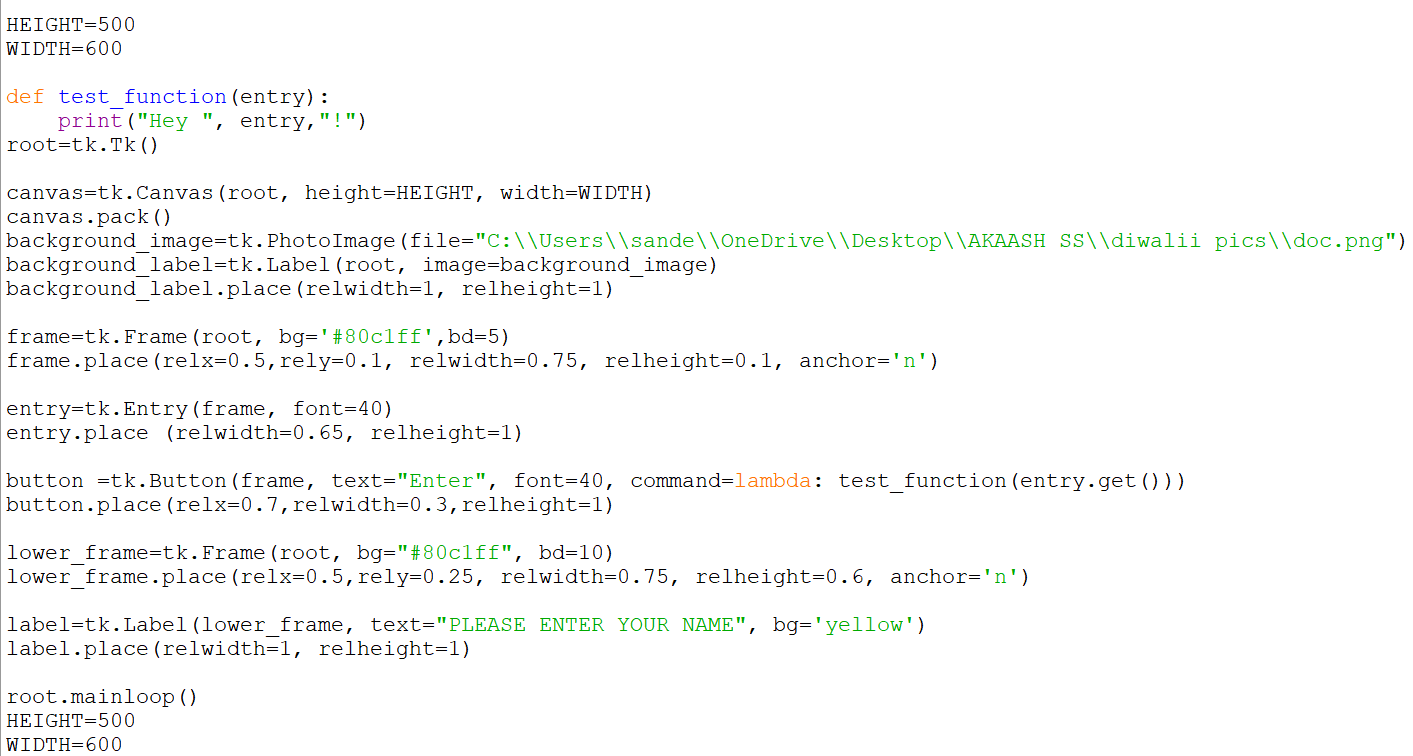 HEIGHT=500
WIDTH=600
def test_function(entry):
    print("Hey ", entry,"!")
root=tk.Tk()
canvas=tk.Canvas(root, height=HEIGHT, width=WIDTH)
canvas.pack()
background_image=tk.PhotoImage(file="C:\\Users\\sande\\OneDrive\\Desktop\\AKAASH SS\\diwalii pics\\doc.png")
background_label=tk.Label(root, image=background_image)
background_label.place(relwidth=1, relheight=1)
frame=tk.Frame(root, bg='#80c1ff',bd=5)
frame.place(relx=0.5,rely=0.1, relwidth=0.75, relheight=0.1, anchor='n')
entry=tk.Entry(frame, font=40)
entry.place (relwidth=0.65, relheight=1)
button =tk.Button(frame, text="Enter", font=40, command=lambda: test_function(entry.get()))
button.place(relx=0.7,relwidth=0.3,relheight=1)
lower_frame=tk.Frame(root, bg="#80c1ff", bd=10)
lower_frame.place(relx=0.5,rely=0.25, relwidth=0.75, relheight=0.6, anchor='n')
label=tk.Label(lower_frame, text="PLEASE ENTER YOUR NAME", bg='yellow')
label.place(relwidth=1, relheight=1)
root.mainloop()
HEIGHT=500
WIDTH=600